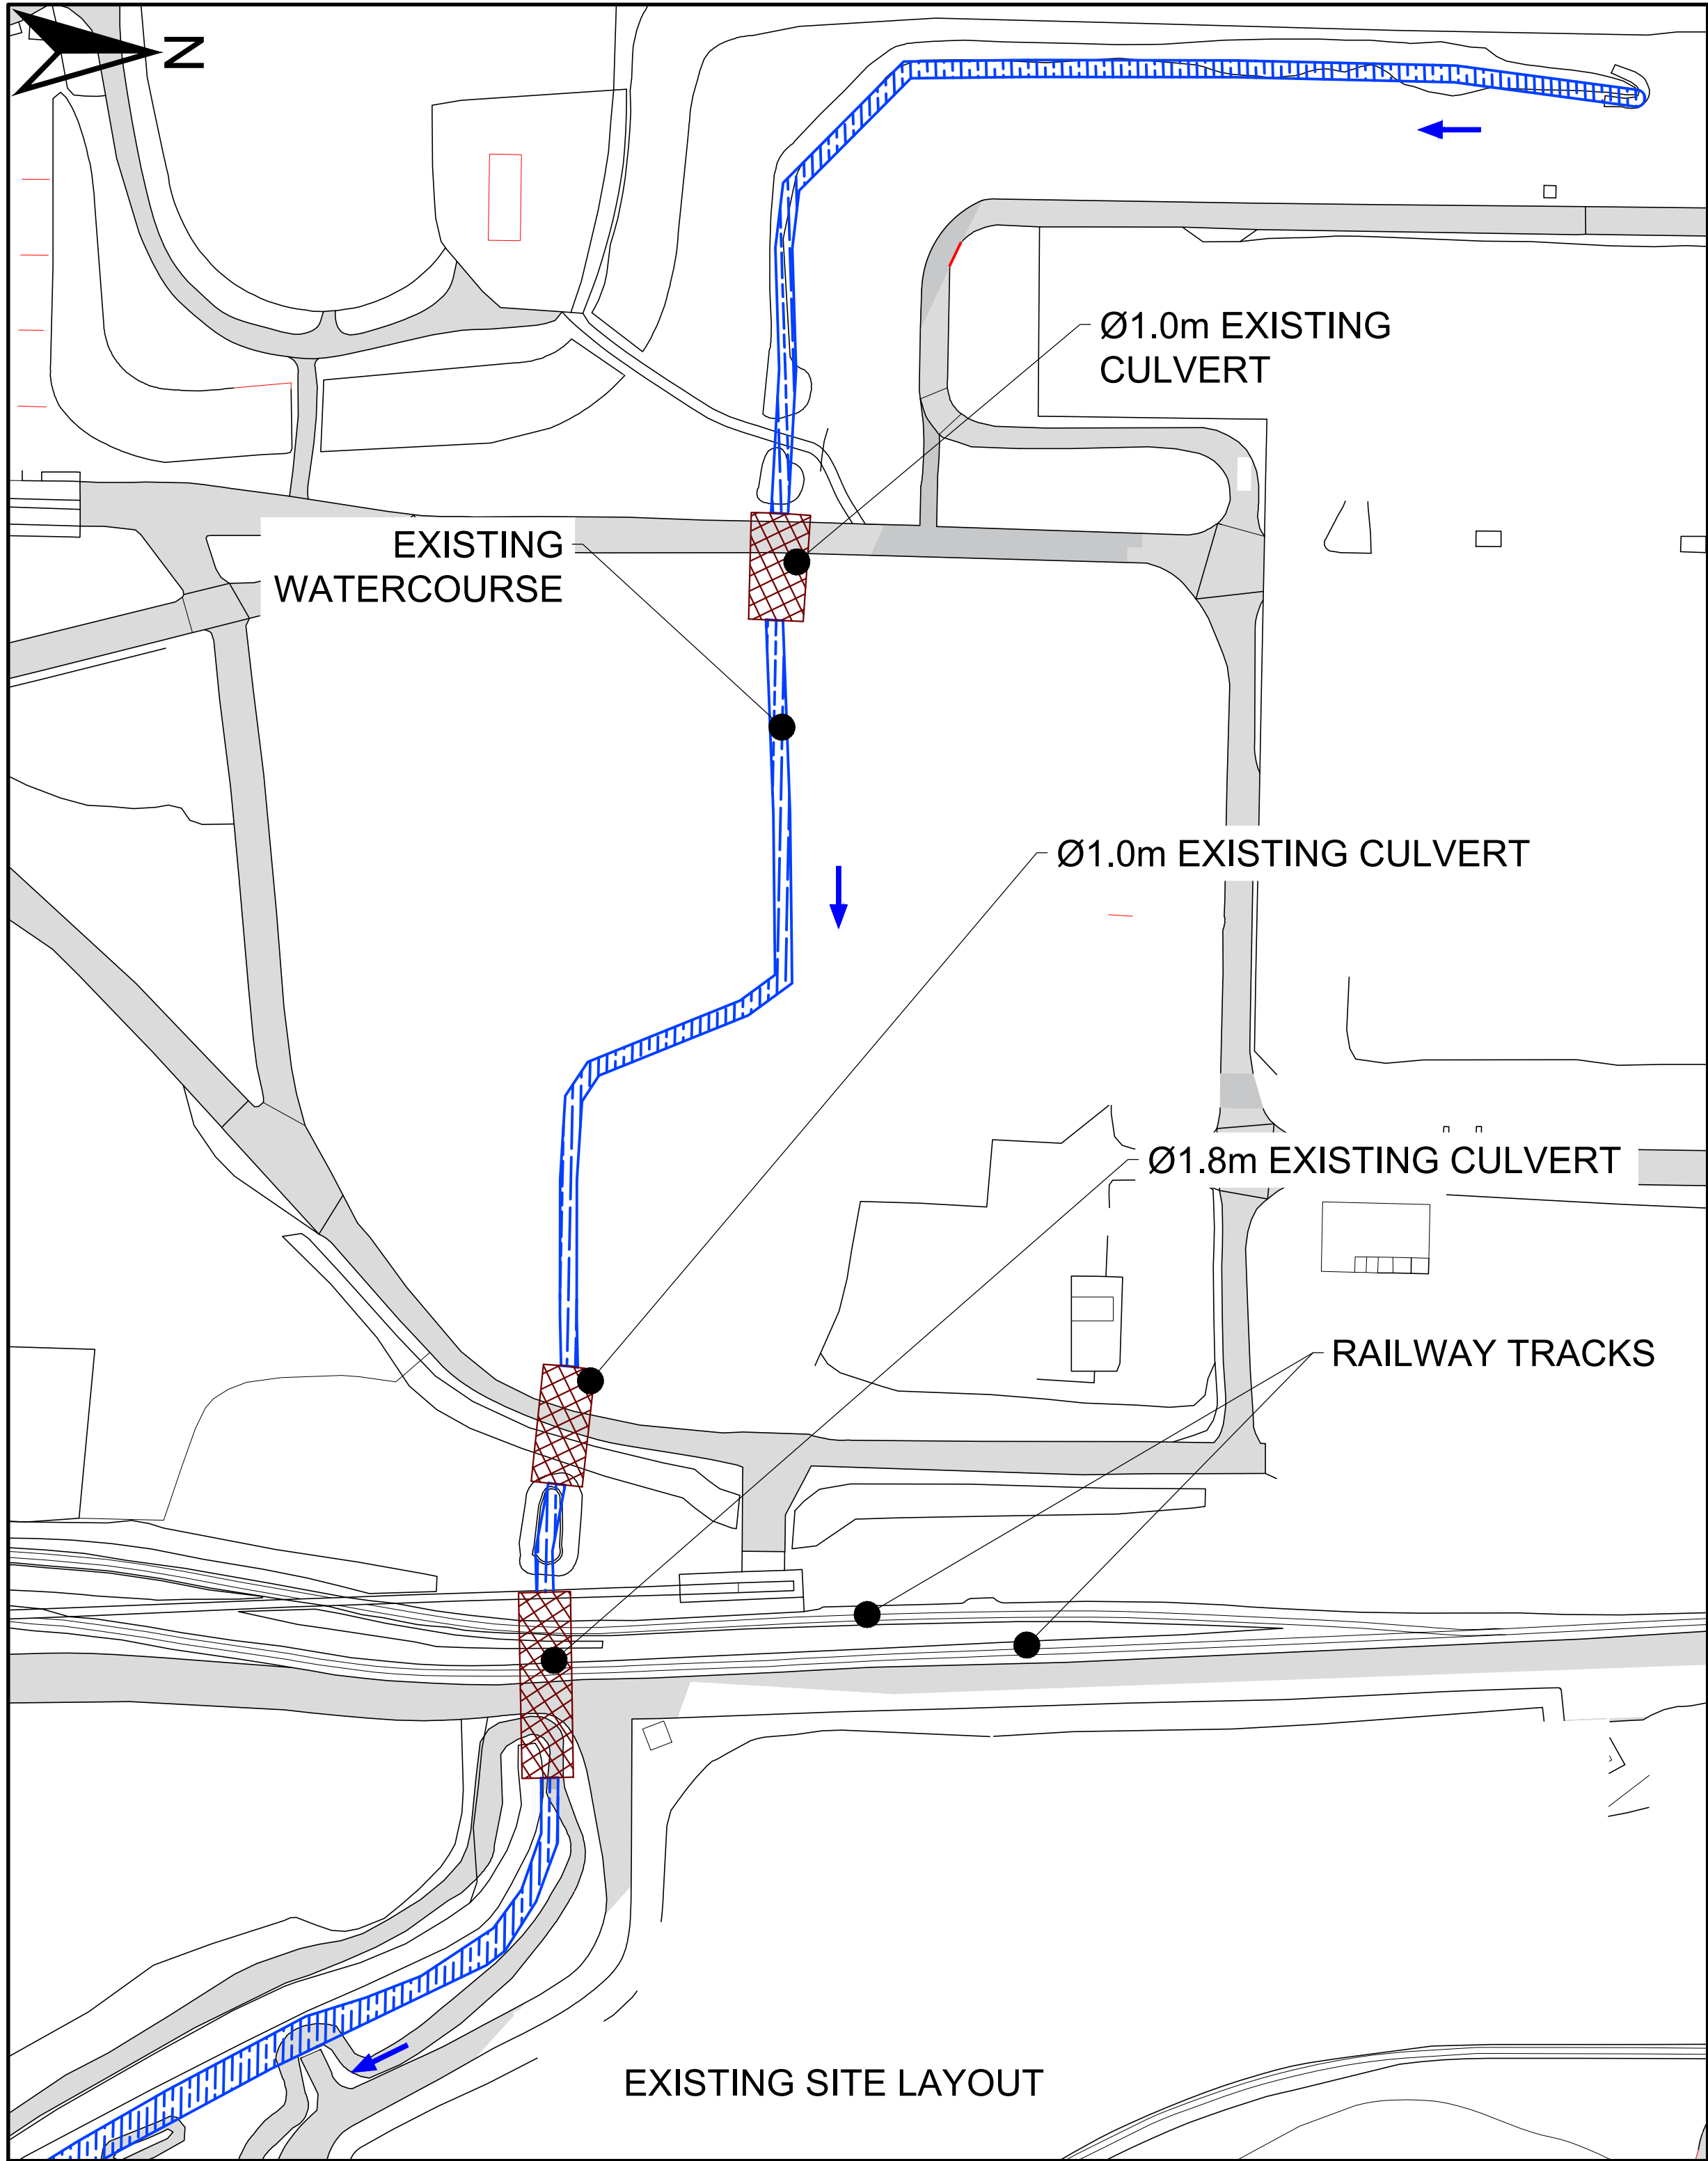 N
Ø1.0m EXISTING
CULVERT
EXISTING
WATERCOURSE
Ø1.0m EXISTING CULVERT
Ø1.8m EXISTING CULVERT
RAILWAY TRACKS
EXISTING SITE LAYOUT